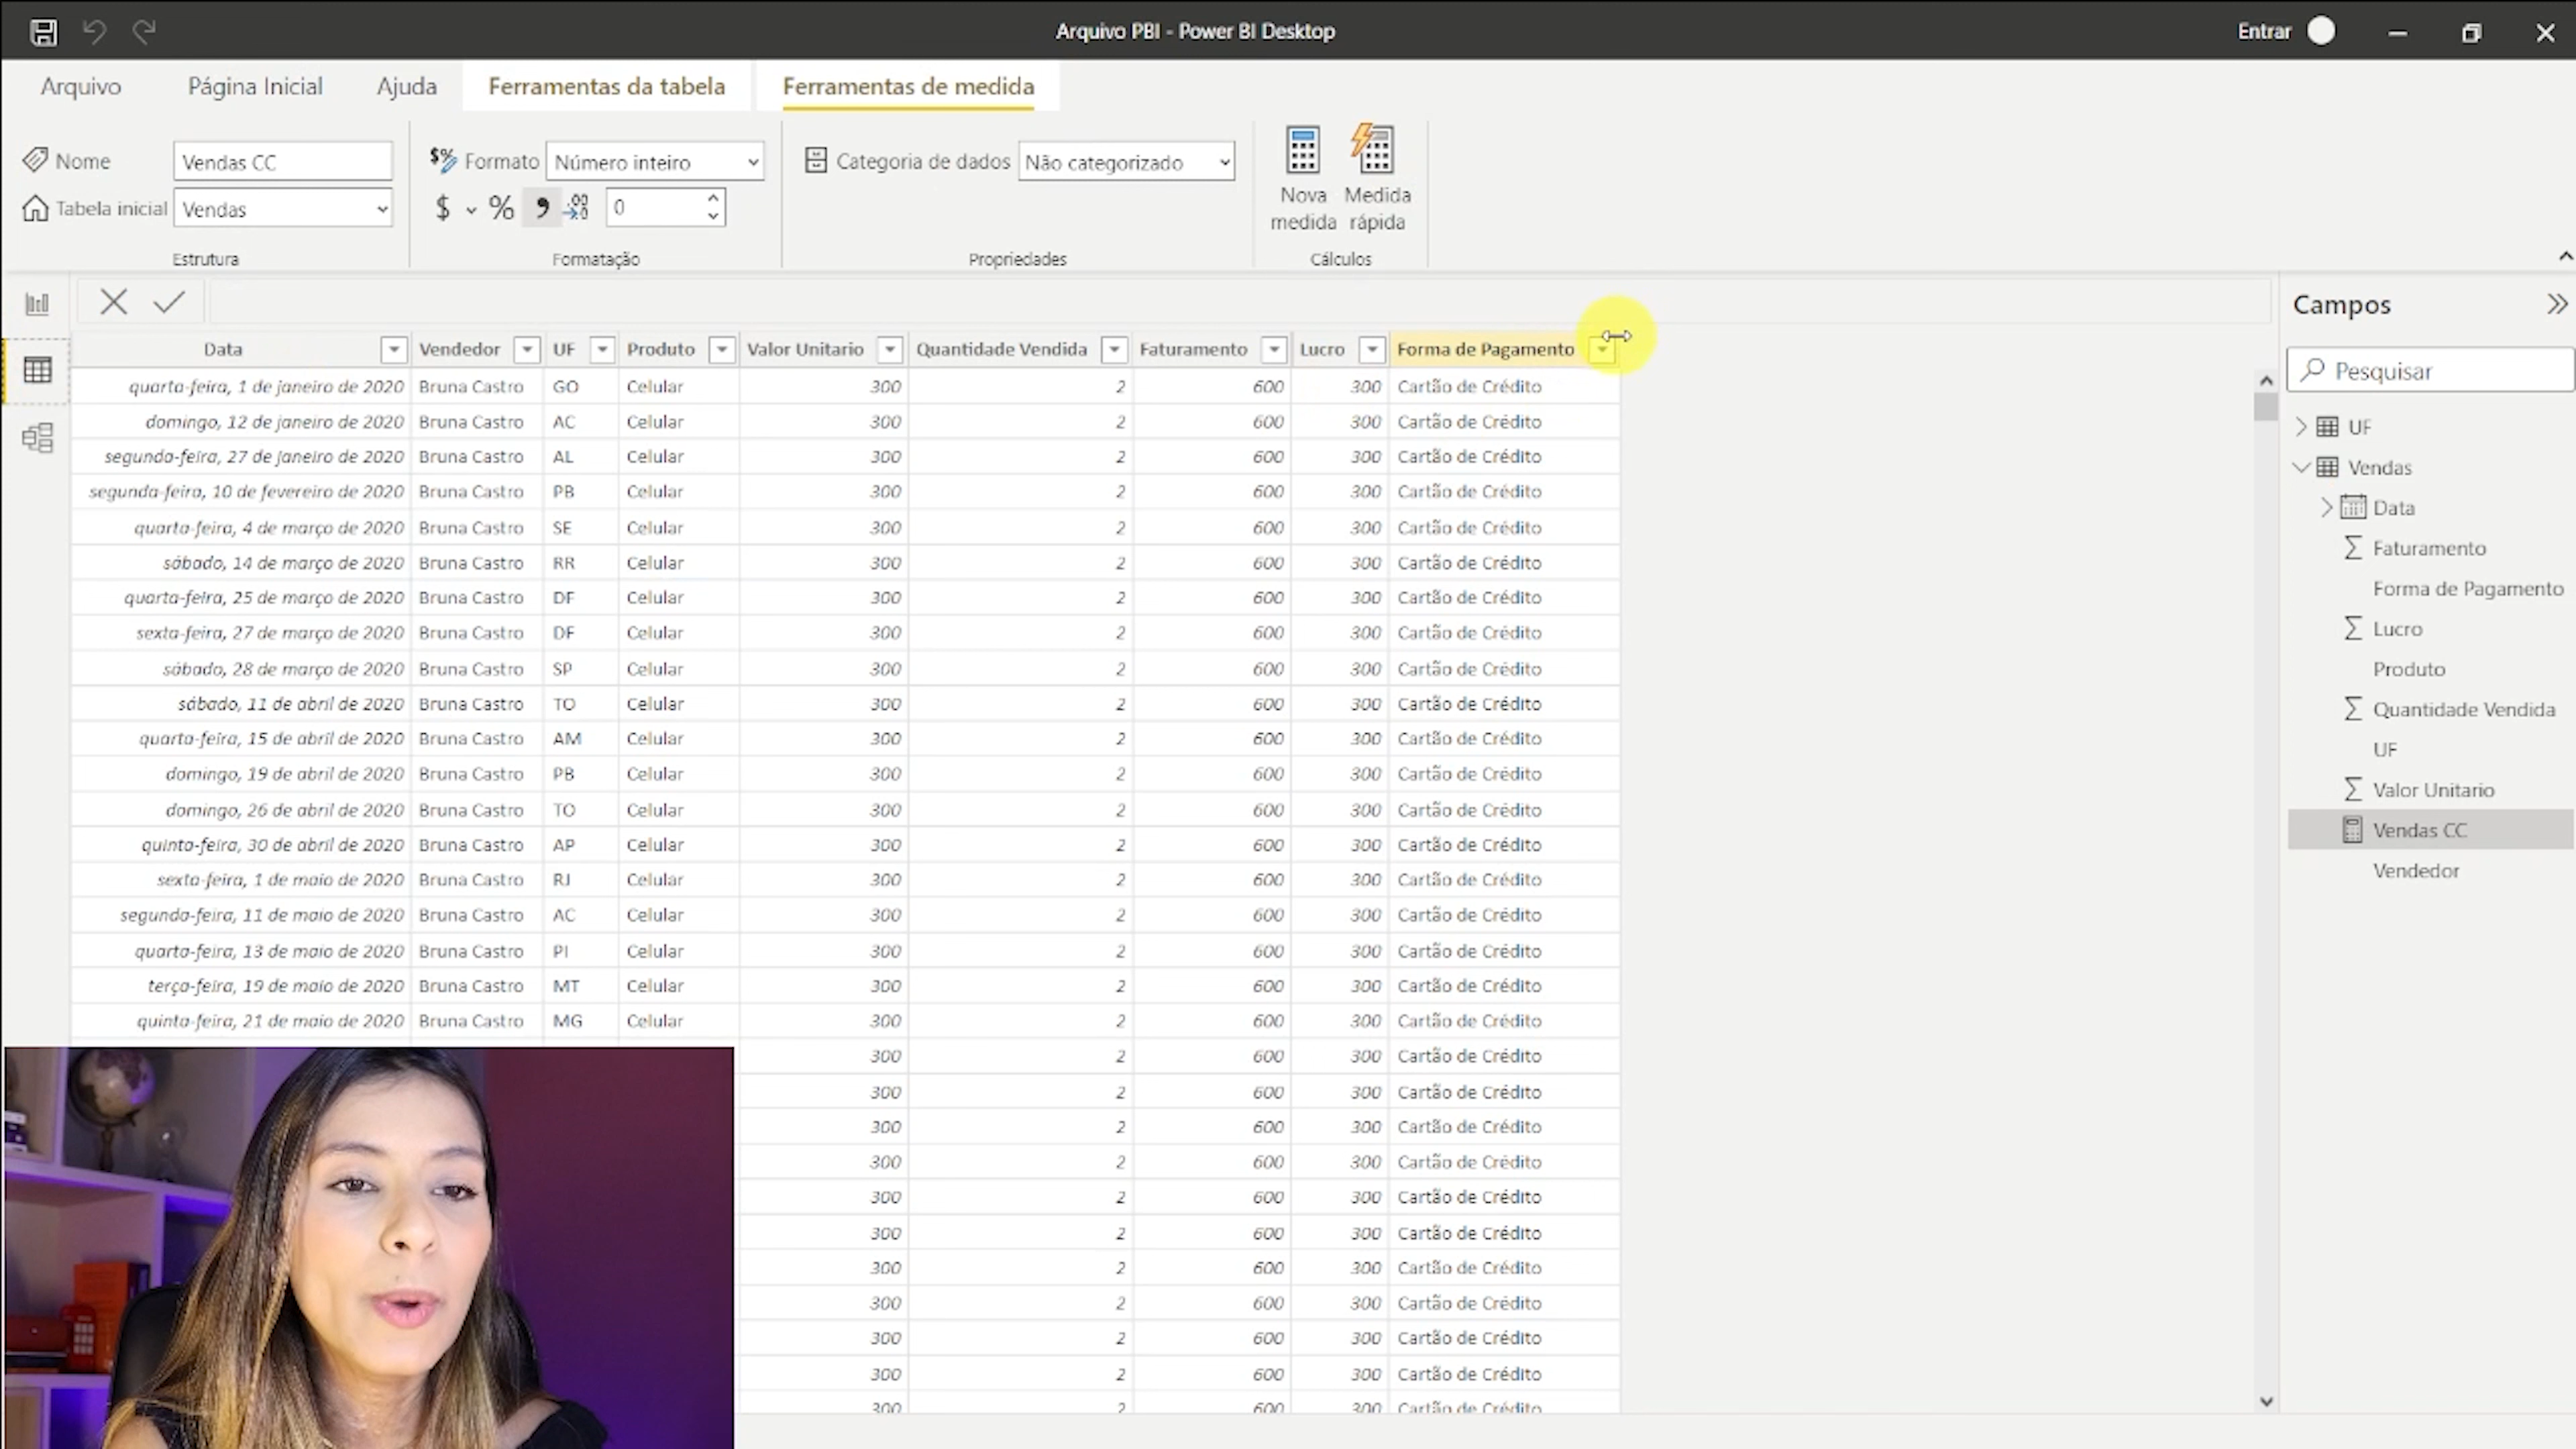 Arquivo PBI - Power BI Desktop
Entrar
Arquivo
Página Inicial
Ajuda
Ferramentas da tabela
Ferramentas de medida
Nome
Vendas CC
Tabela inicial
Vendas
Estrutura
$% Formato
Número inteiro
$ % , .00 →.0
0
Formatação
Categoria de dados
Não categorizado
Propriedades
Nova medida
Medida rápida
Cálculos
Data Vendedor UF Produto Valor Unitario Quantidade Vendida Faturamento Lucro Forma de Pagamento
quarta-feira, 1 de janeiro de 2020 Bruna Castro GO Celular 300 2 600 300 Cartão de Crédito
domingo, 12 de janeiro de 2020 Bruna Castro AC Celular 300 2 600 300 Cartão de Crédito
segunda-feira, 27 de janeiro de 2020 Bruna Castro AL Celular 300 2 600 300 Cartão de Crédito
segunda-feira, 10 de fevereiro de 2020 Bruna Castro PB Celular 300 2 600 300 Cartão de Crédito
quarta-feira, 4 de março de 2020 Bruna Castro SE Celular 300 2 600 300 Cartão de Crédito
sábado, 14 de março de 2020 Bruna Castro RR Celular 300 2 600 300 Cartão de Crédito
quarta-feira, 25 de março de 2020 Bruna Castro DF Celular 300 2 600 300 Cartão de Crédito
sexta-feira, 27 de março de 2020 Bruna Castro DF Celular 300 2 600 300 Cartão de Crédito
sábado, 28 de março de 2020 Bruna Castro SP Celular 300 2 600 300 Cartão de Crédito
sábado, 11 de abril de 2020 Bruna Castro TO Celular 300 2 600 300 Cartão de Crédito
quarta-feira, 15 de abril de 2020 Bruna Castro AM Celular 300 2 600 300 Cartão de Crédito
domingo, 19 de abril de 2020 Bruna Castro PB Celular 300 2 600 300 Cartão de Crédito
domingo, 26 de abril de 2020 Bruna Castro TO Celular 300 2 600 300 Cartão de Crédito
quinta-feira, 30 de abril de 2020 Bruna Castro AP Celular 300 2 600 300 Cartão de Crédito
sexta-feira, 1 de maio de 2020 Bruna Castro RJ Celular 300 2 600 300 Cartão de Crédito
segunda-feira, 11 de maio de 2020 Bruna Castro AC Celular 300 2 600 300 Cartão de Crédito
quarta-feira, 13 de maio de 2020 Bruna Castro PI Celular 300 2 600 300 Cartão de Crédito
terça-feira, 19 de maio de 2020 Bruna Castro MT Celular 300 2 600 300 Cartão de Crédito
quinta-feira, 21 de maio de 2020 Bruna Castro MG Celular 300 2 600 300 Cartão de Crédito
300 2 600 300 Cartão de Crédito
300 2 600 300 Cartão de Crédito
300 2 600 300 Cartão de Crédito
300 2 600 300 Cartão de Crédito
300 2 600 300 Cartão de Crédito
300 2 600 300 Cartão de Crédito
300 2 600 300 Cartão de Crédito
300 2 600 300 Cartão de Crédito
300 2 600 300 Cartão de Crédito
300 2 600 300 Cartão de Crédito
300 2 600 300 Cartão de Crédito
Campos
Pesquisar
UF
Vendas
Data
∑ Faturamento
Forma de Pagamento
∑ Lucro
Produto
∑ Quantidade Vendida
UF
∑ Valor Unitario
Vendas CC
Vendedor